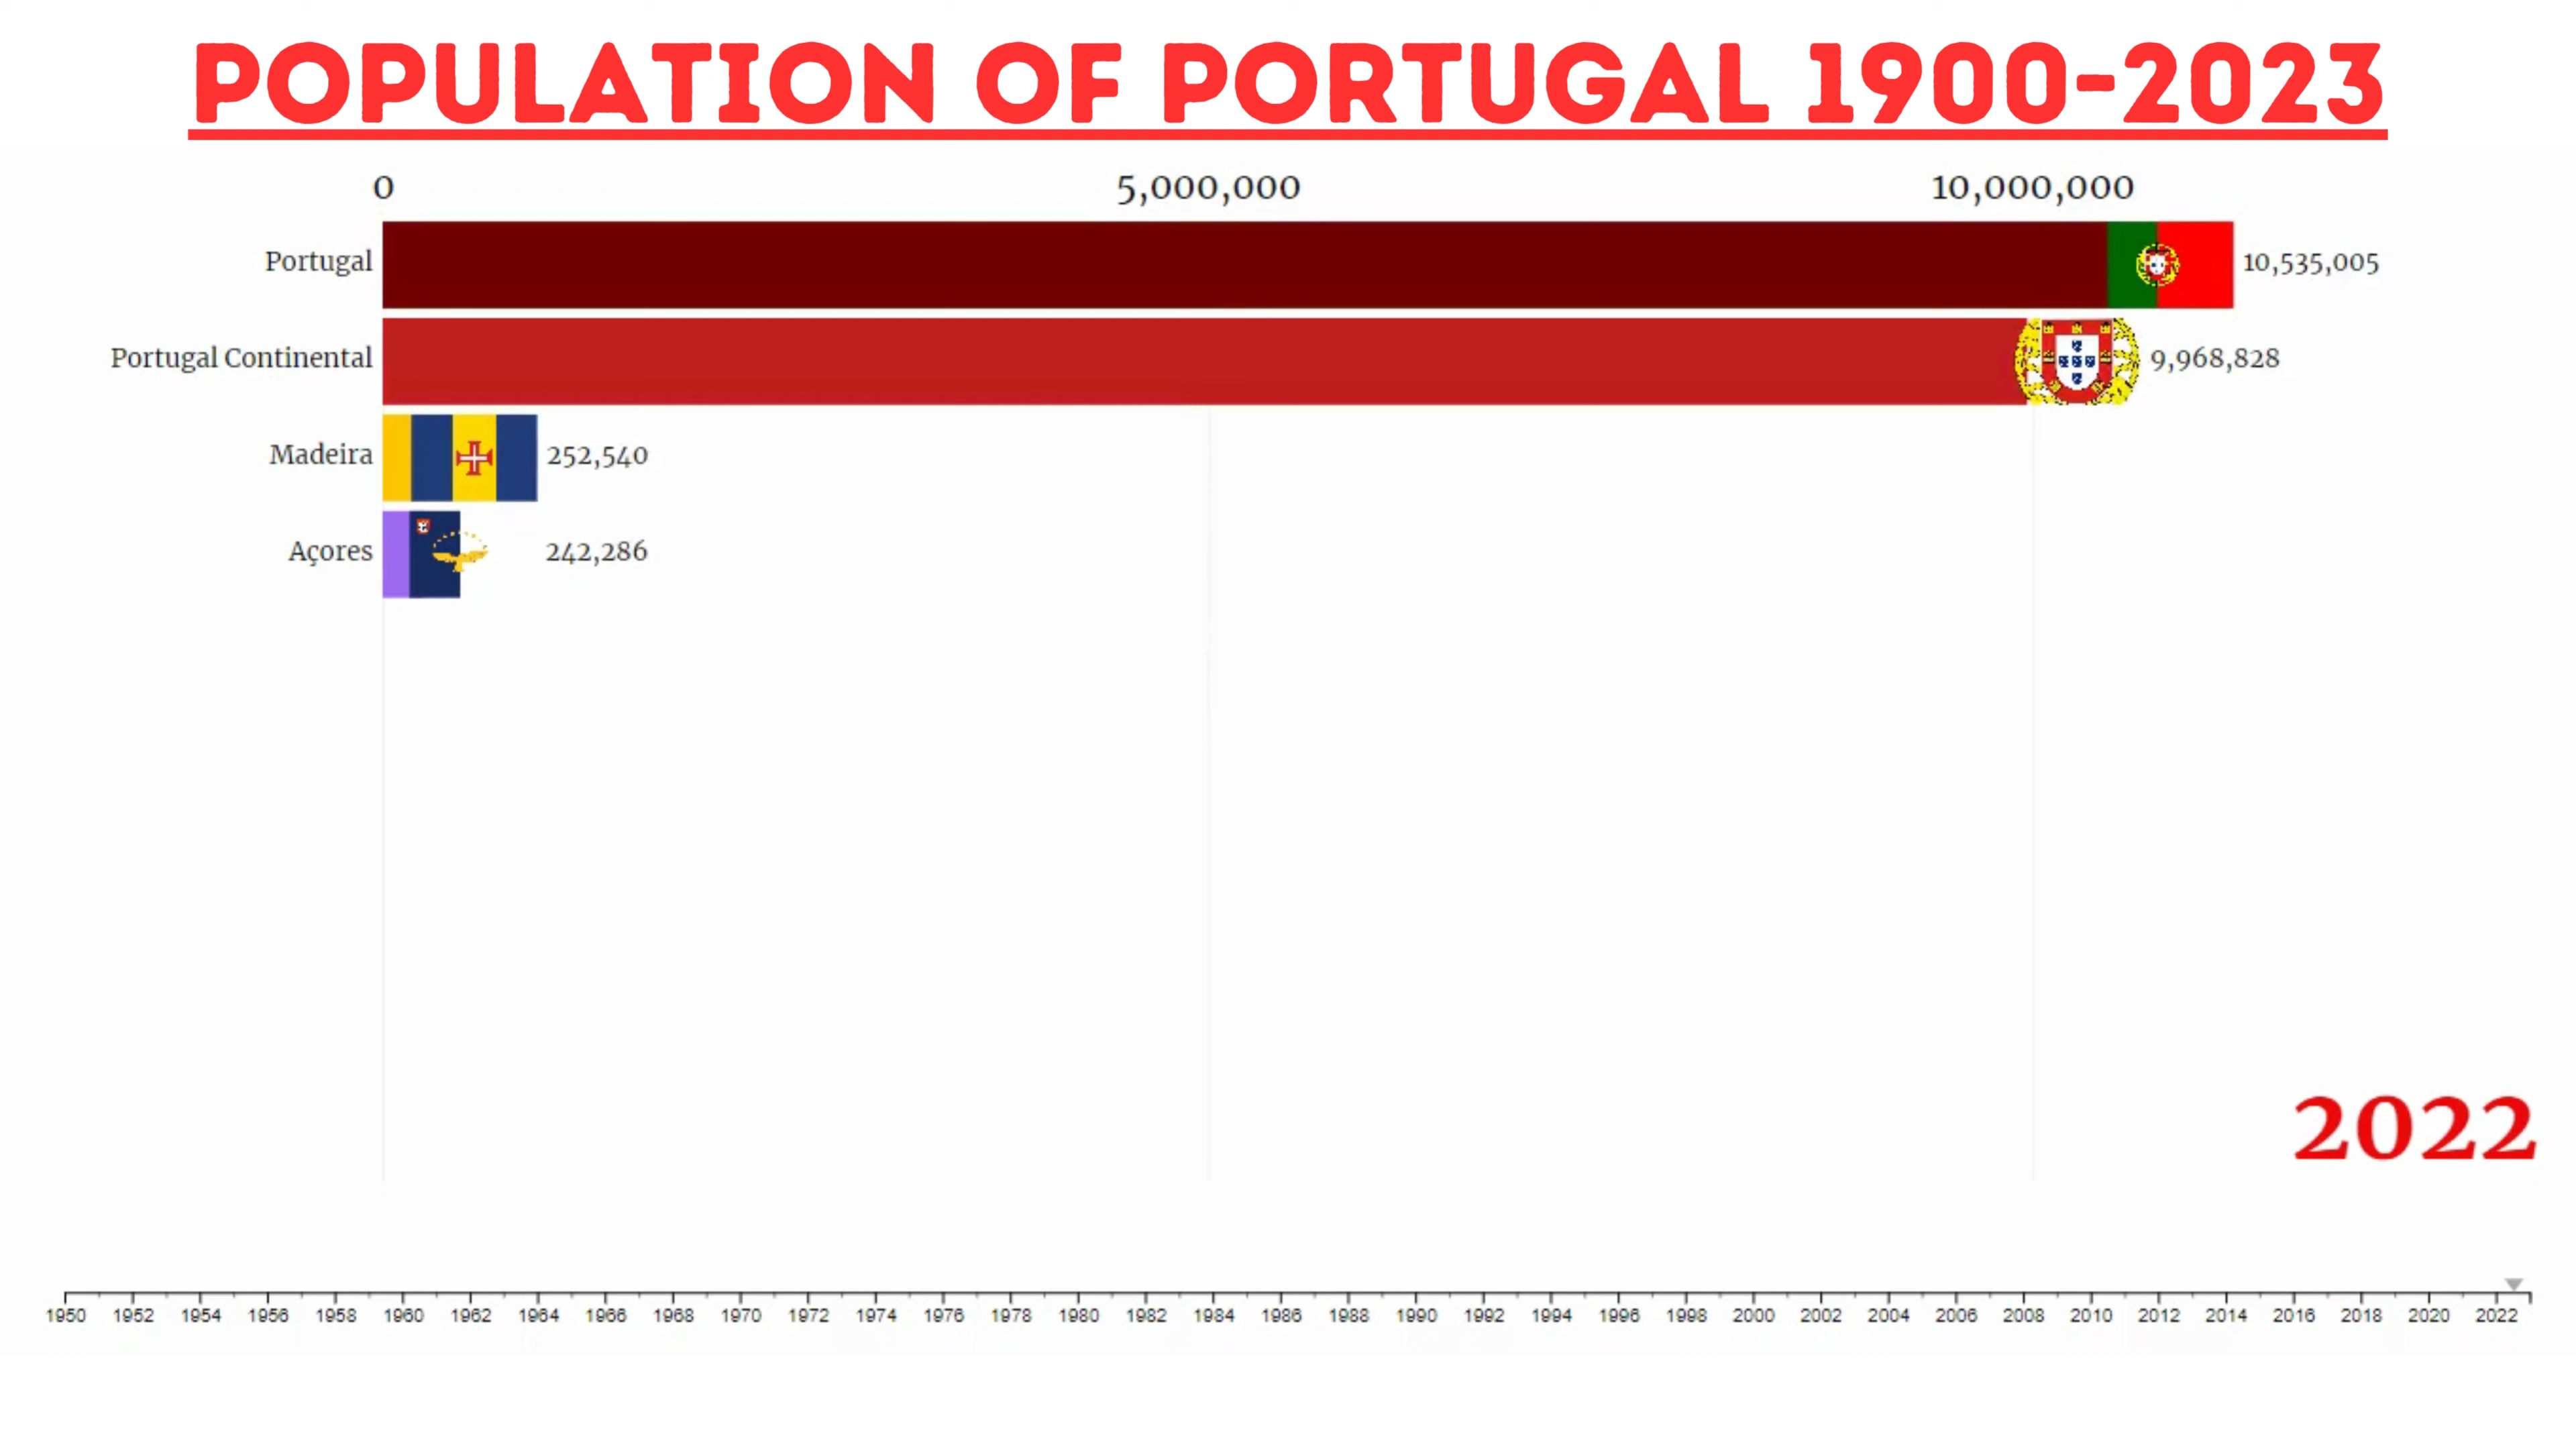 POPULATION OF PORTUGAL 1900-2023
0 5,000,000 10,000,000
Portugal 10,535,005
Portugal Continental 9,968,828
Madeira 252,540
Açores 242,286
2022
1950 1952 1954 1956 1958 1960 1962 1964 1966 1968 1970 1972 1974 1976 1978 1980 1982 1984 1986 1988 1990 1992 1994 1996 1998 2000 2002 2004 2006 2008 2010 2012 2014 2016 2018 2020 2022